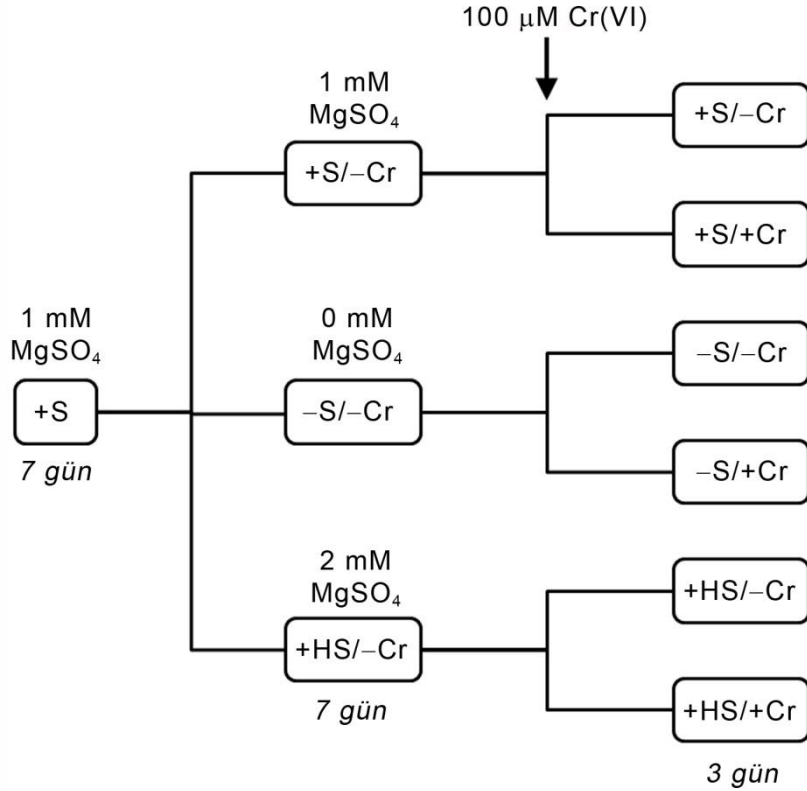 100 μM Cr(VI)
1 mM
MgSO₄
+S/–Cr
+S/–Cr
+S/+Cr
1 mM
MgSO₄
+S
7 gün
0 mM
MgSO₄
–S/–Cr
–S/–Cr
–S/+Cr
2 mM
MgSO₄
+HS/–Cr
7 gün
+HS/–Cr
+HS/+Cr
3 gün